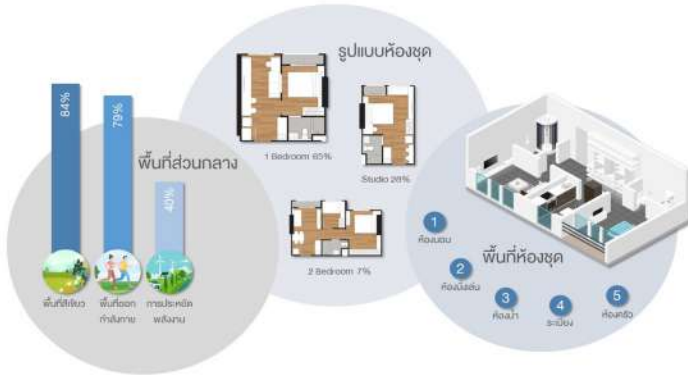 84%
79%
40%
พื้นที่ส่วนกลาง
พื้นที่สีเขียว
พื้นที่ออก
กำลังกาย
การประหยัด
พลังงาน
รูปแบบห้องชุด
1 Bedroom 65%
Studio 28%
2 Bedroom 7%
พื้นที่ห้องชุด
1
ห้องนอน
2
ห้องนั่งเล่น
3
ห้องน้ำ
4
ระเบียง
5
ห้องครัว